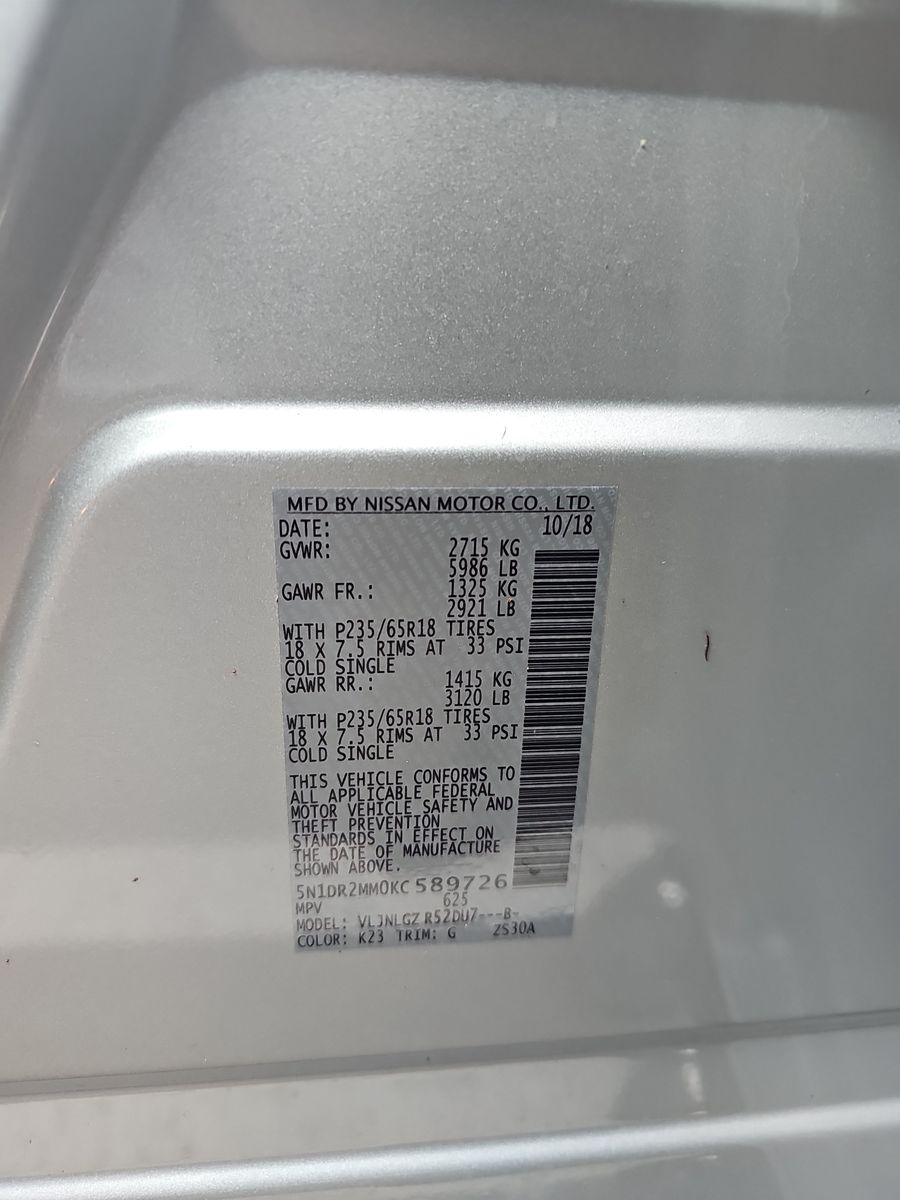 MFD BY NISSAN MOTOR CO., LTD.
DATE: 10/18
GVWR: 2715 KG
5986 LB
GAWR FR.: 1325 KG
2921 LB
WITH P235/65R18 TIRES
18 X 7.5 RIMS AT 33 PSI
COLD SINGLE
GAWR RR.: 1415 KG
3120 LB
WITH P235/65R18 TIRES
18 X 7.5 RIMS AT 33 PSI
COLD SINGLE
THIS VEHICLE CONFORMS TO
ALL APPLICABLE FEDERAL
MOTOR VEHICLE SAFETY AND
THEFT PREVENTION
STANDARDS IN EFFECT ON
THE DATE OF MANUFACTURE
SHOWN ABOVE.
5N1DR2MM0KC 589726
MPV 625
MODEL: VLJNLGZ R52DU7---B-
COLOR: K23 TRIM: G ZS30A